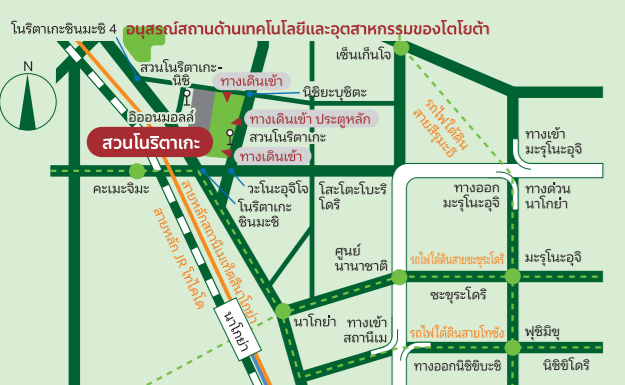 โนริตาเกะชินมะชิ 4
อนุสรณ์สถานด้านเทคโนโลยีและอุตสาหกรรมของโตโยต้า
เซ็นเก็นโจ
N
สวนโนริตาเกะ-
นิชิ
ทางเดินเข้า
นิชิยะบุชิตะ
อิออนมอลล์
ทางเดินเข้า ประตูหลัก
สวนโนริตาเกะ
สวนโนริตาเกะ
ทางเดินเข้า
รถไฟใต้ดิน
สายสึรุมะอิ
ทางเข้า
มะรุโนะอุจิ
คะเมะจิมะ
วะโนะอุจิโจ
โนริตาเกะ
ชินมะชิ
โสะโตะโบะริ
โดริ
ทางออก
มะรุโนะอุจิ
ทางด่วน
นาโกย่า
สายหลักสถานีเมเท็ตสึนาโกย่า
สายหลัก JR โทไคโด
ศูนย์
นานาชาติ
รถไฟใต้ดินสายซะขุระโดริ
มะรุโนะอุจิ
ซะขุระโดริ
นาโกย่า
นาโกย่า
ทางเข้า
สถานีเม
รถไฟใต้ดินสายโทซัง
ฟุชิมิขุ
ทางออกนิชิขิบะชิ
นิชิขิโดริ